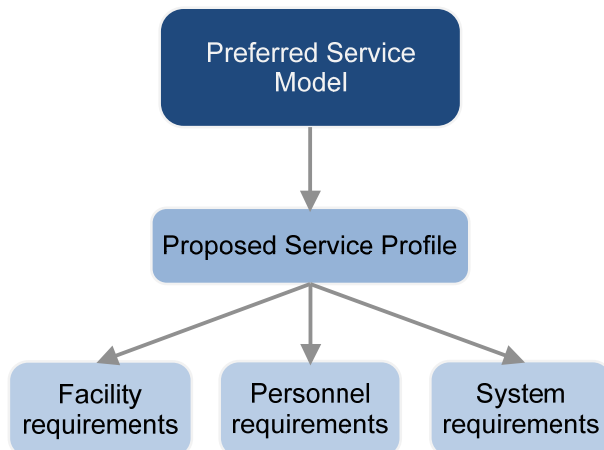 Preferred Service
Model
Proposed Service Profile
Facility
requirements
Personnel
requirements
System
requirements